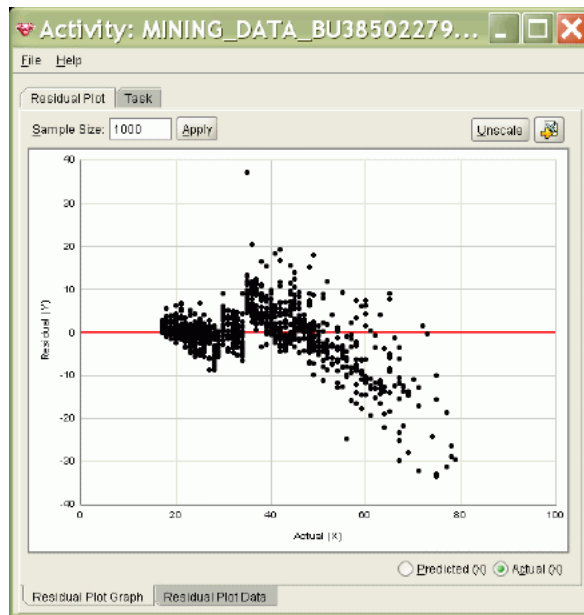 Activity: MINING_DATA_BU38502279...
File Help
Residual Plot Task
Sample Size: 1000 Apply Unscale
40
30
20
10
0
-10
-20
-30
-40
Residual (Y)
0 20 40 60 80 100
Actual (X)
Predicted (X) Actual (X)
Residual Plot Graph Residual Plot Data